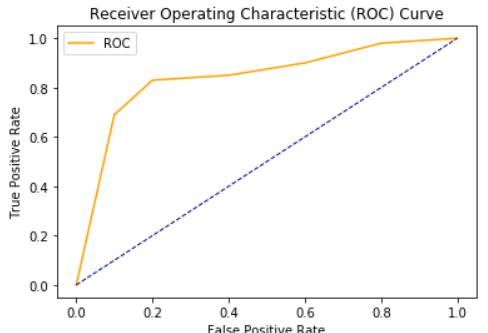 Receiver Operating Characteristic (ROC) Curve
ROC
1.0
0.8
0.6
0.4
0.2
0.0
True Positive Rate
0.0 0.2 0.4 0.6 0.8 1.0
False Positive Rate